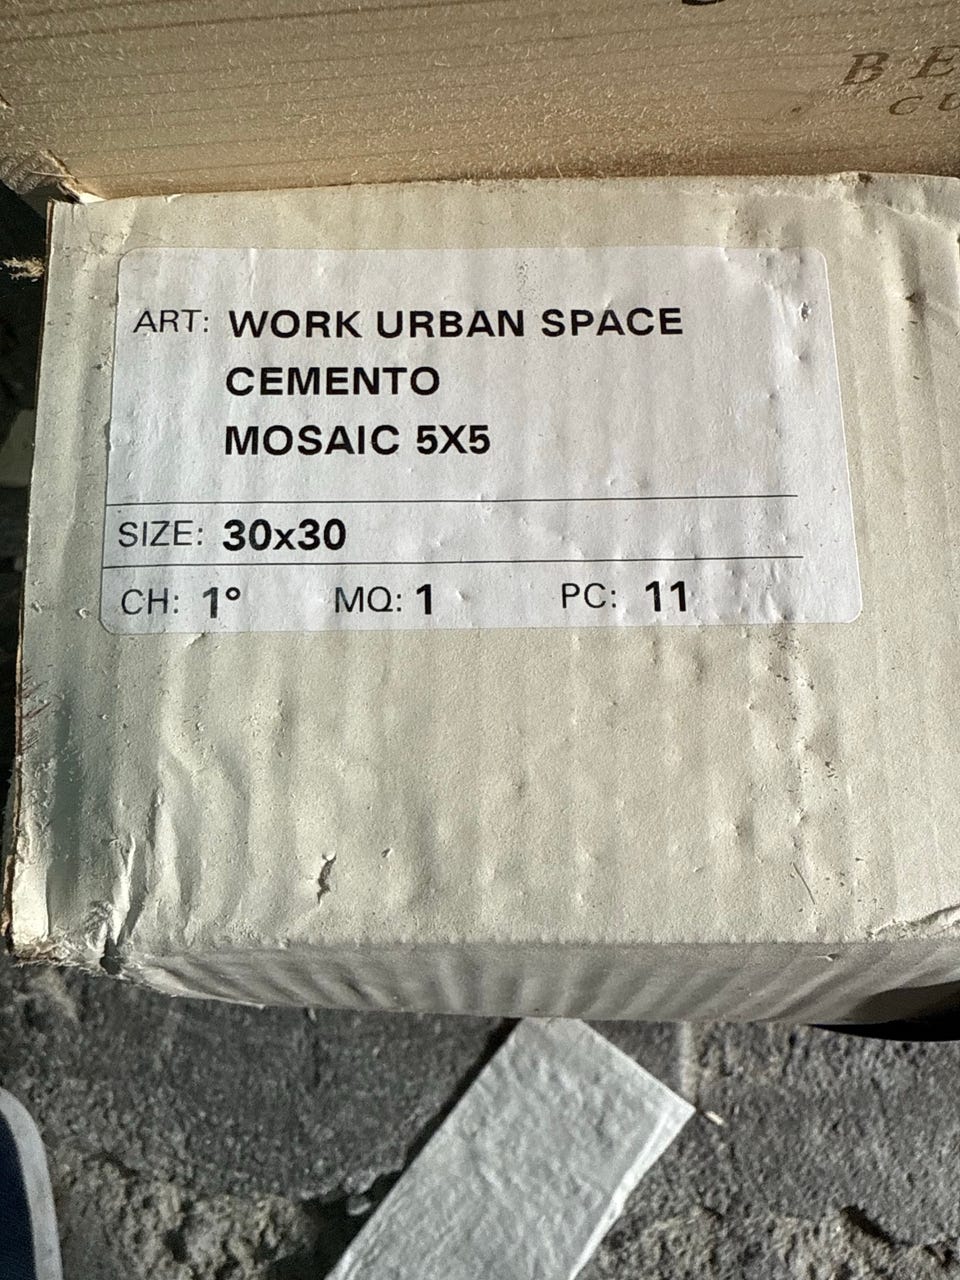 ART: WORK URBAN SPACE
CEMENTO
MOSAIC 5X5
SIZE: 30x30
CH: 1° MQ: 1 PC: 11